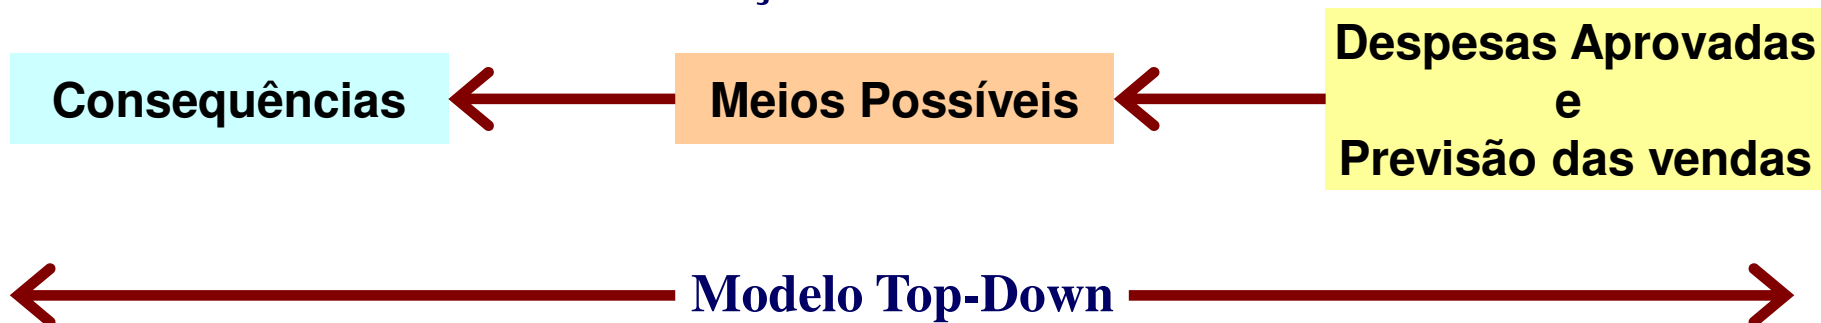 Consequências
Meios Possíveis
Despesas Aprovadas
e
Previsão das vendas
Modelo Top-Down